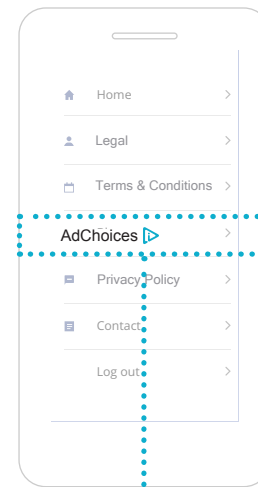 Home
Legal
Terms & Conditions
AdChoices
Privacy Policy
Contact
Log out